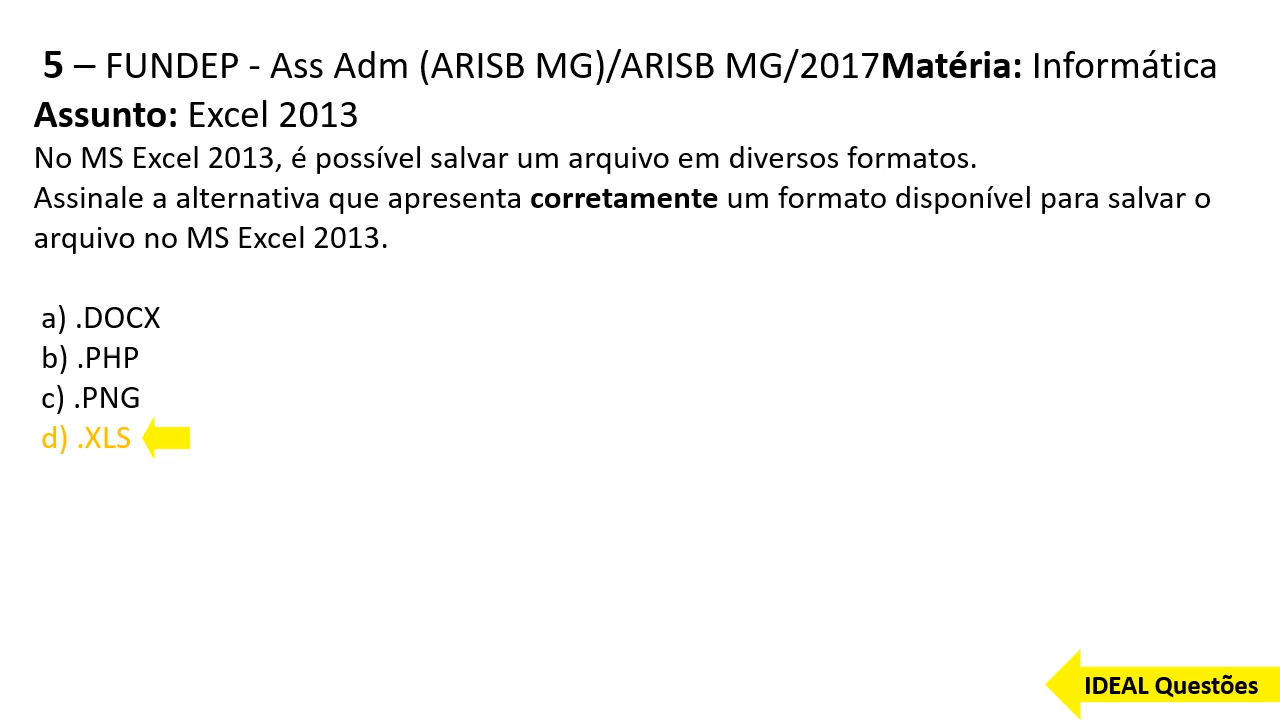 5 – FUNDEP - Ass Adm (ARISB MG)/ARISB MG/2017Matéria: Informática
Assunto: Excel 2013
No MS Excel 2013, é possível salvar um arquivo em diversos formatos.
Assinale a alternativa que apresenta corretamente um formato disponível para salvar o
arquivo no MS Excel 2013.
a) .DOCX
b) .PHP
c) .PNG
d) .XLS
IDEAL Questões